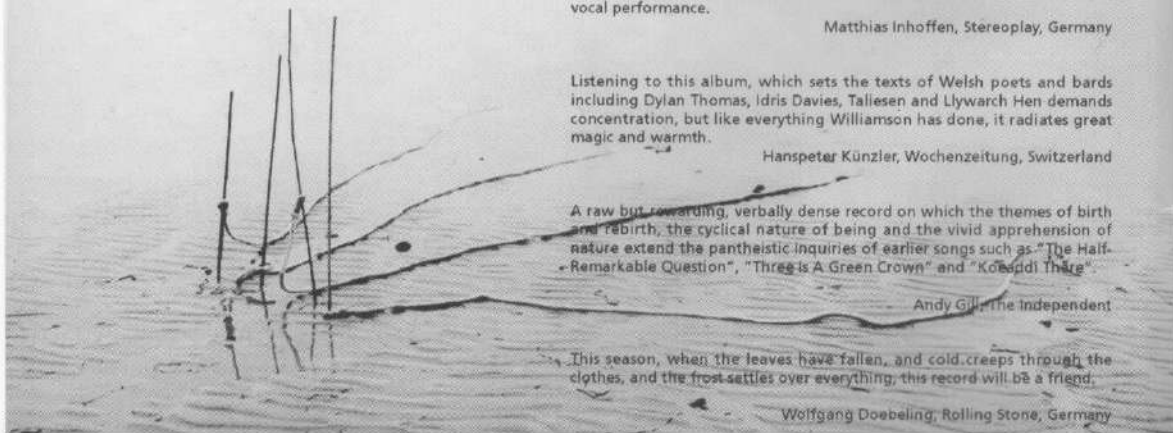 vocal performance.
Matthias Inhoffen, Stereoplay, Germany
Listening to this album, which sets the texts of Welsh poets and bards
including Dylan Thomas, Idris Davies, Taliesen and Llywarch Hen demands
concentration, but like everything Williamson has done, it radiates great
magic and warmth.
Hanspeter Künzler, Wochenzeitung, Switzerland
A raw but rewarding, verbally dense record on which the themes of birth
and rebirth, the cyclical nature of being and the vivid apprehension of
nature extend the pantheistic inquiries of earlier songs such as "The Half-
Remarkable Question", "Three Is A Green Crown" and "Koeaddi There".
Andy Gill, The Independent
This season, when the leaves have fallen, and cold creeps through the
clothes, and the frost settles over everything, this record will be a friend.
Wolfgang Doebeling, Rolling Stone, Germany